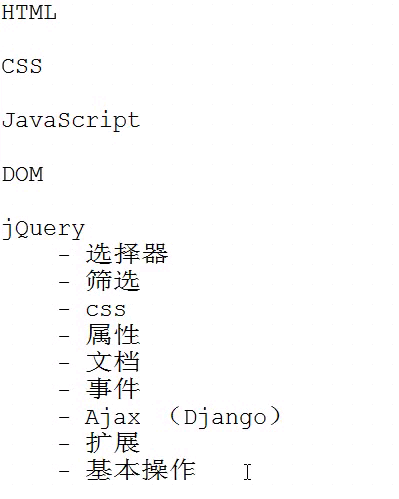 HTML
CSS
JavaScript
DOM
jQuery
- 选择器
- 筛选
- css
- 属性
- 文档
- 事件
- Ajax （Django）
- 扩展
- 基本操作